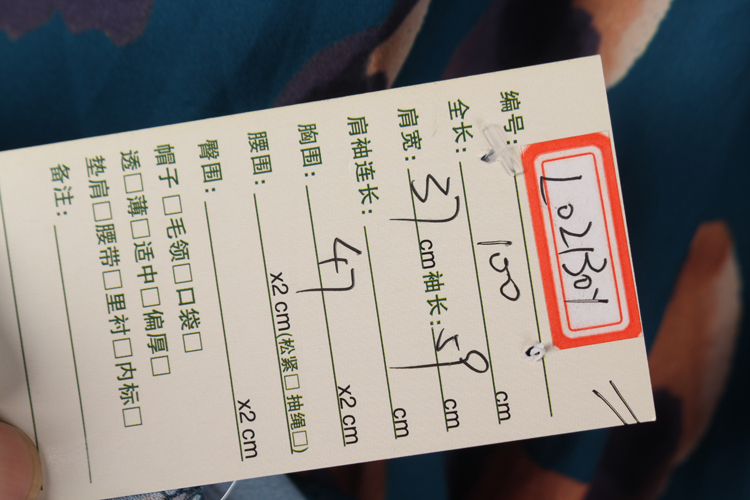 编号: L021304
全长: 100 cm
肩宽: 37 cm 袖长: 59 cm
肩袖连长: cm
胸围: 47 x2 cm
腰围: x2 cm(松紧□ 抽绳□)
臀围: x2 cm
帽子□毛领□口袋□
透□薄□适中□偏厚□
垫肩□腰带□里衬□内标□
备注: